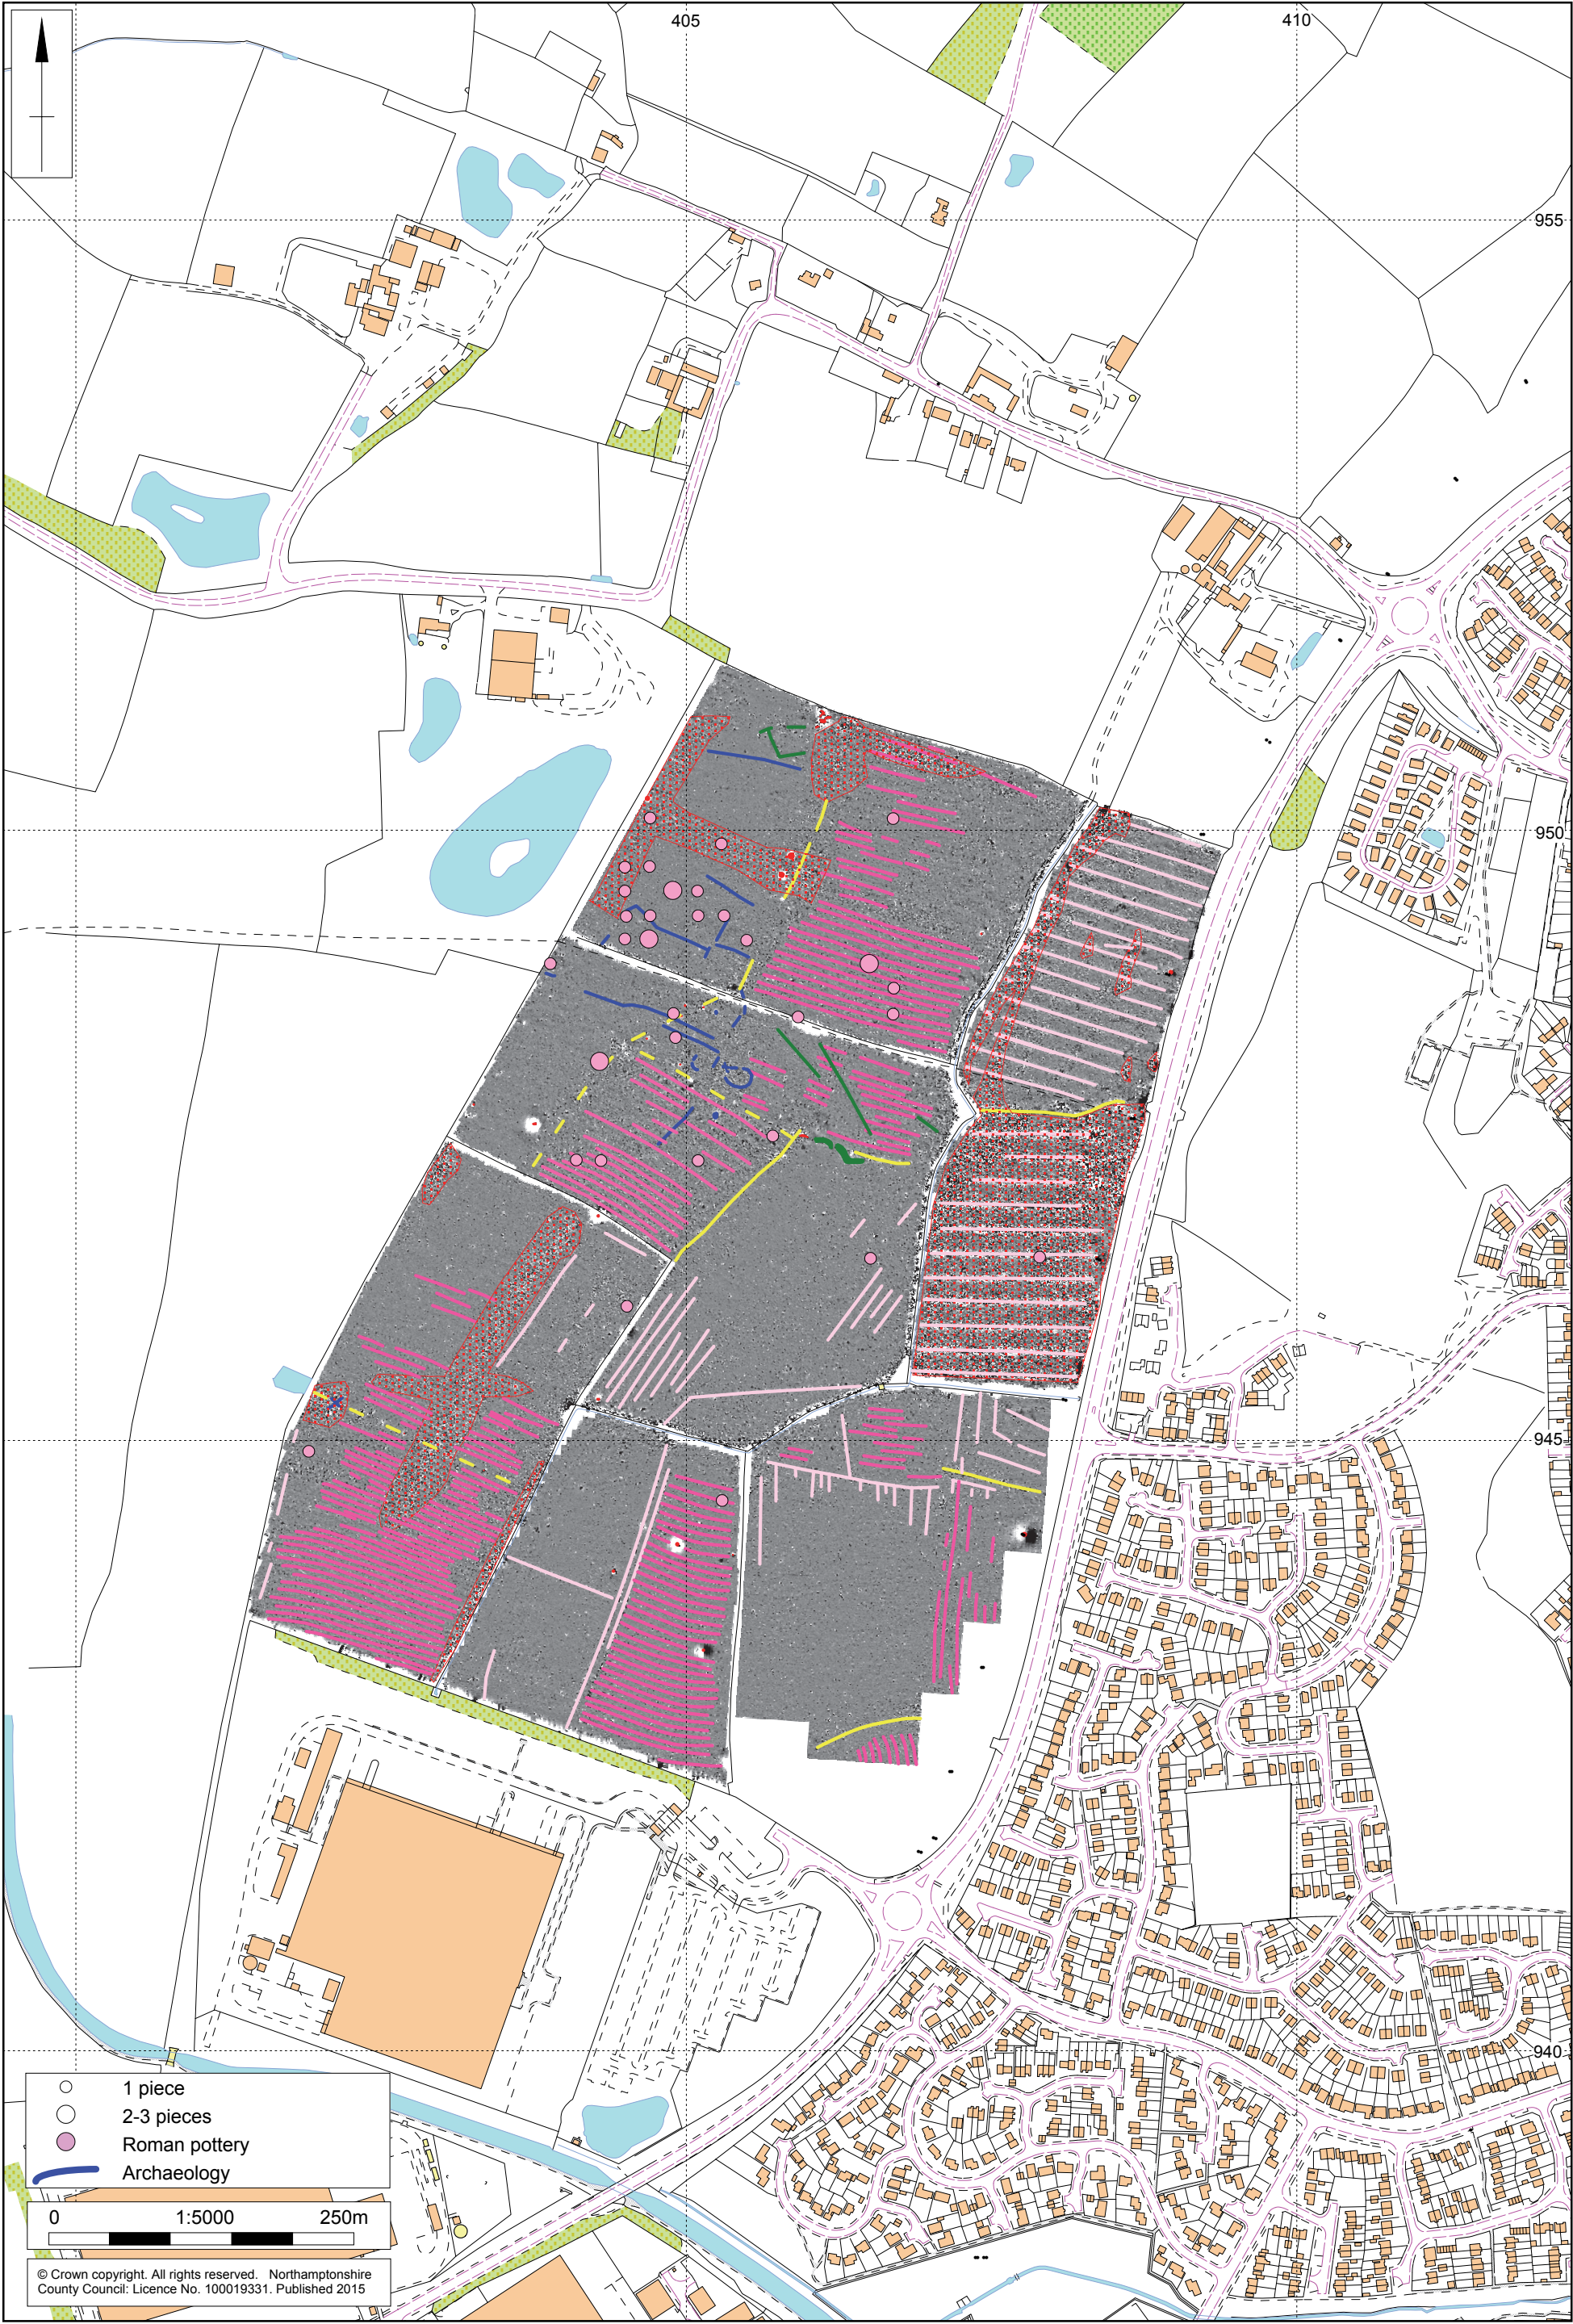 405
410
955
950
945
940
1 piece
2-3 pieces
Roman pottery
Archaeology
0 1:5000 250m
© Crown copyright. All rights reserved. Northamptonshire
County Council: Licence No. 100019331. Published 2015